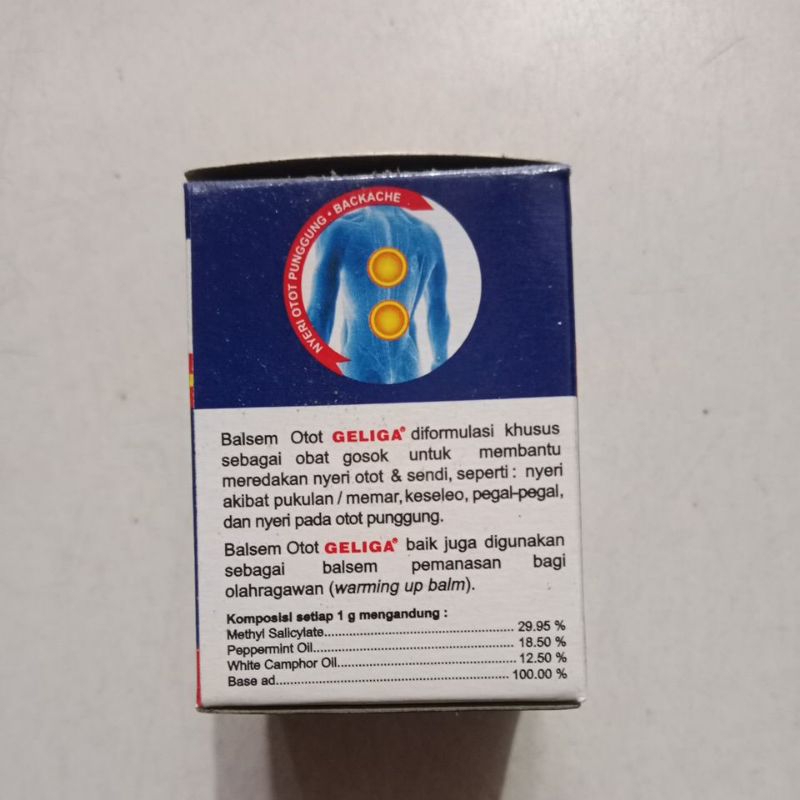 NYERI OTOT PUNGGUNG • BACKACHE
Balsem Otot GELIGA® diformulasi khusus
sebagai obat gosok untuk membantu
meredakan nyeri otot & sendi, seperti : nyeri
akibat pukulan / memar, keseleo, pegal-pegal,
dan nyeri pada otot punggung.
Balsem Otot GELIGA® baik juga digunakan
sebagai balsem pemanasan bagi
olahragawan (warming up balm).
Komposisi setiap 1 g mengandung :
Methyl Salicylate.................................................... 29.95 %
Peppermint Oil....................................................... 18.50 %
White Camphor Oil................................................ 12.50 %
Base ad............................................................... 100.00 %